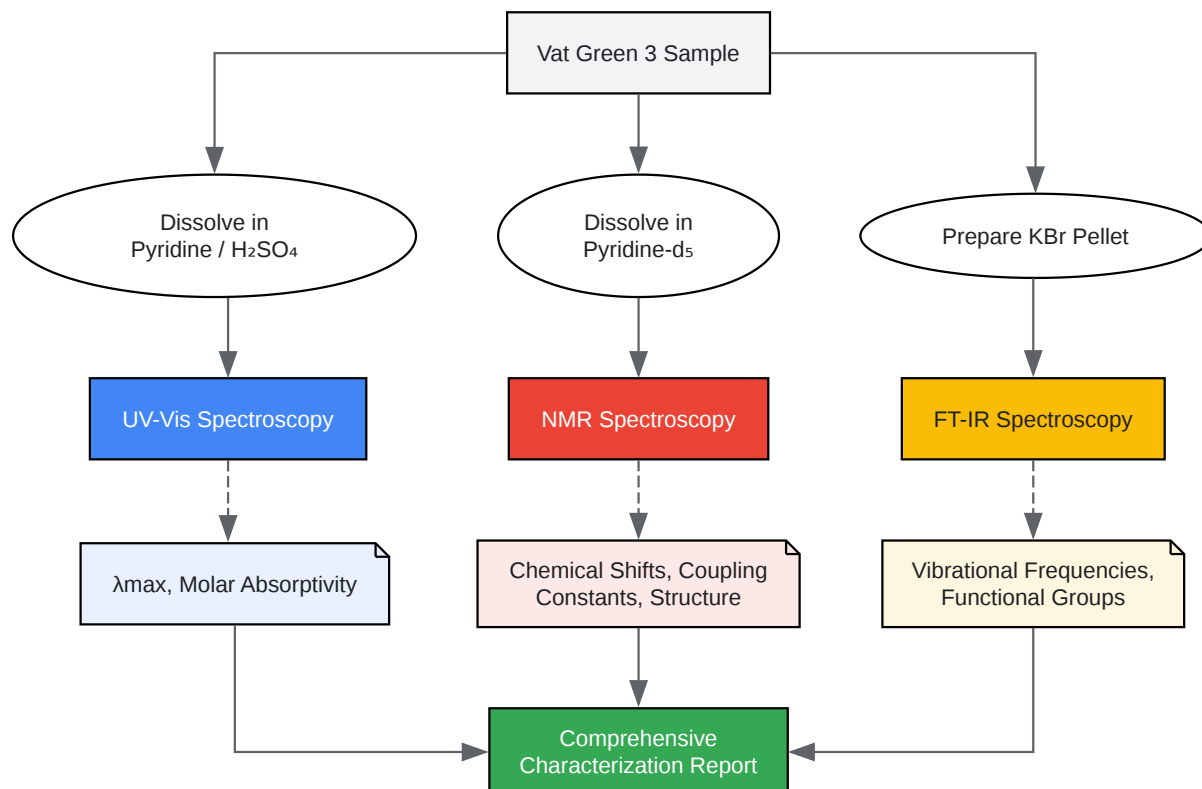 Vat Green 3 Sample
Dissolve in
Pyridine / H₂SO₄
Dissolve in
Pyridine-d₅
Prepare KBr Pellet
UV-Vis Spectroscopy
NMR Spectroscopy
FT-IR Spectroscopy
λmax, Molar Absorptivity
Chemical Shifts, Coupling
Constants, Structure
Vibrational Frequencies,
Functional Groups
Comprehensive
Characterization Report